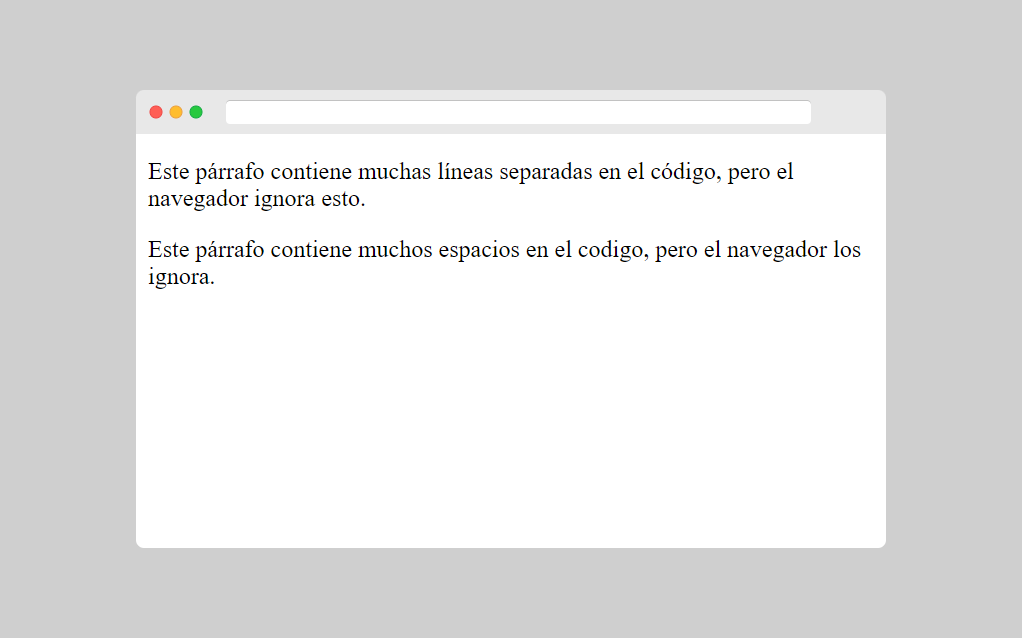 Este párrafo contiene muchas líneas separadas en el código, pero el
navegador ignora esto.
Este párrafo contiene muchos espacios en el codigo, pero el navegador los
ignora.